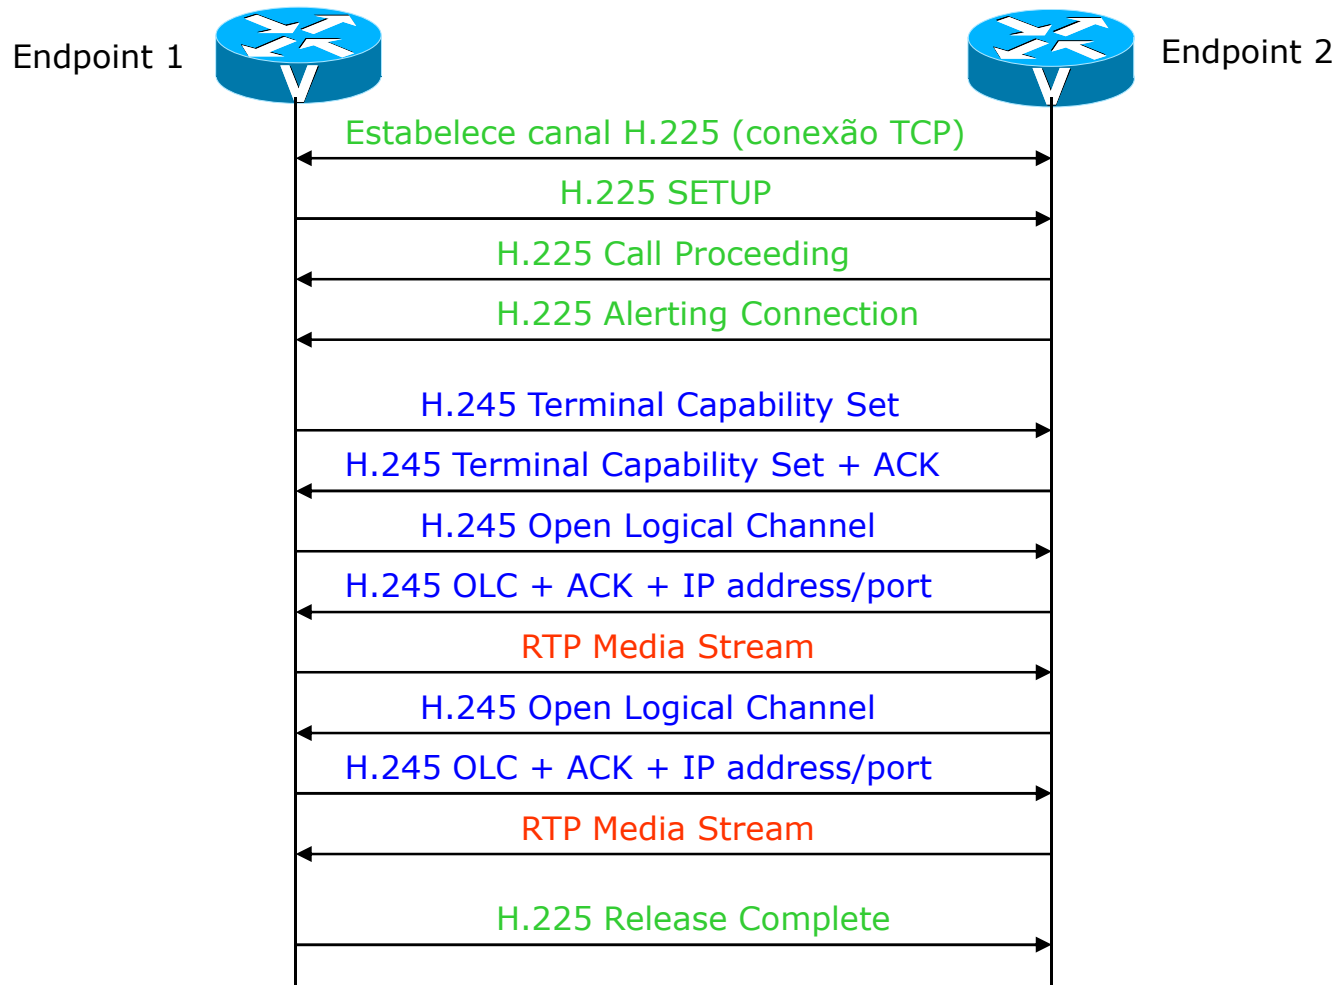 Endpoint 1
Endpoint 2
V
V
Estabelece canal H.225 (conexão TCP)
H.225 SETUP
H.225 Call Proceeding
H.225 Alerting Connection
H.245 Terminal Capability Set
H.245 Terminal Capability Set + ACK
H.245 Open Logical Channel
H.245 OLC + ACK + IP address/port
RTP Media Stream
H.245 Open Logical Channel
H.245 OLC + ACK + IP address/port
RTP Media Stream
H.225 Release Complete